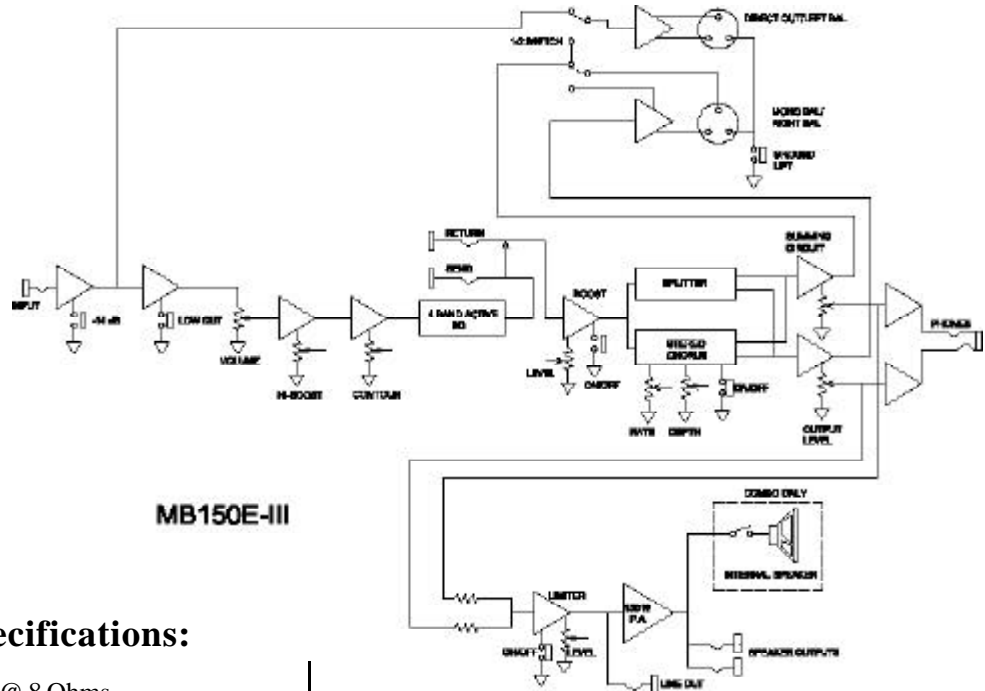 DIRECT OUT/LEFT BAL
MONO BAL/
RIGHT BAL
GROUND
LIFT
RETURN
SEND
SUMMING
CIRCUIT
INPUT
LOW CUT
VOLUME
4 BAND ACTIVE
EQ
BOOST
SPLITTER
STEREO
CHORUS
PHONES
LEVEL
ON/OFF
ON/OFF
HI-BOOST
CONTOUR
RATE
DEPTH
OUTPUT
LEVEL
MB150E-III
COMBO ONLY
INTERNAL SPEAKER
LIMITER
P.A.
ON/OFF
LEVEL
SPEAKER OUTPUTS
LINE OUT
ecifications:
@ 8 Ohms